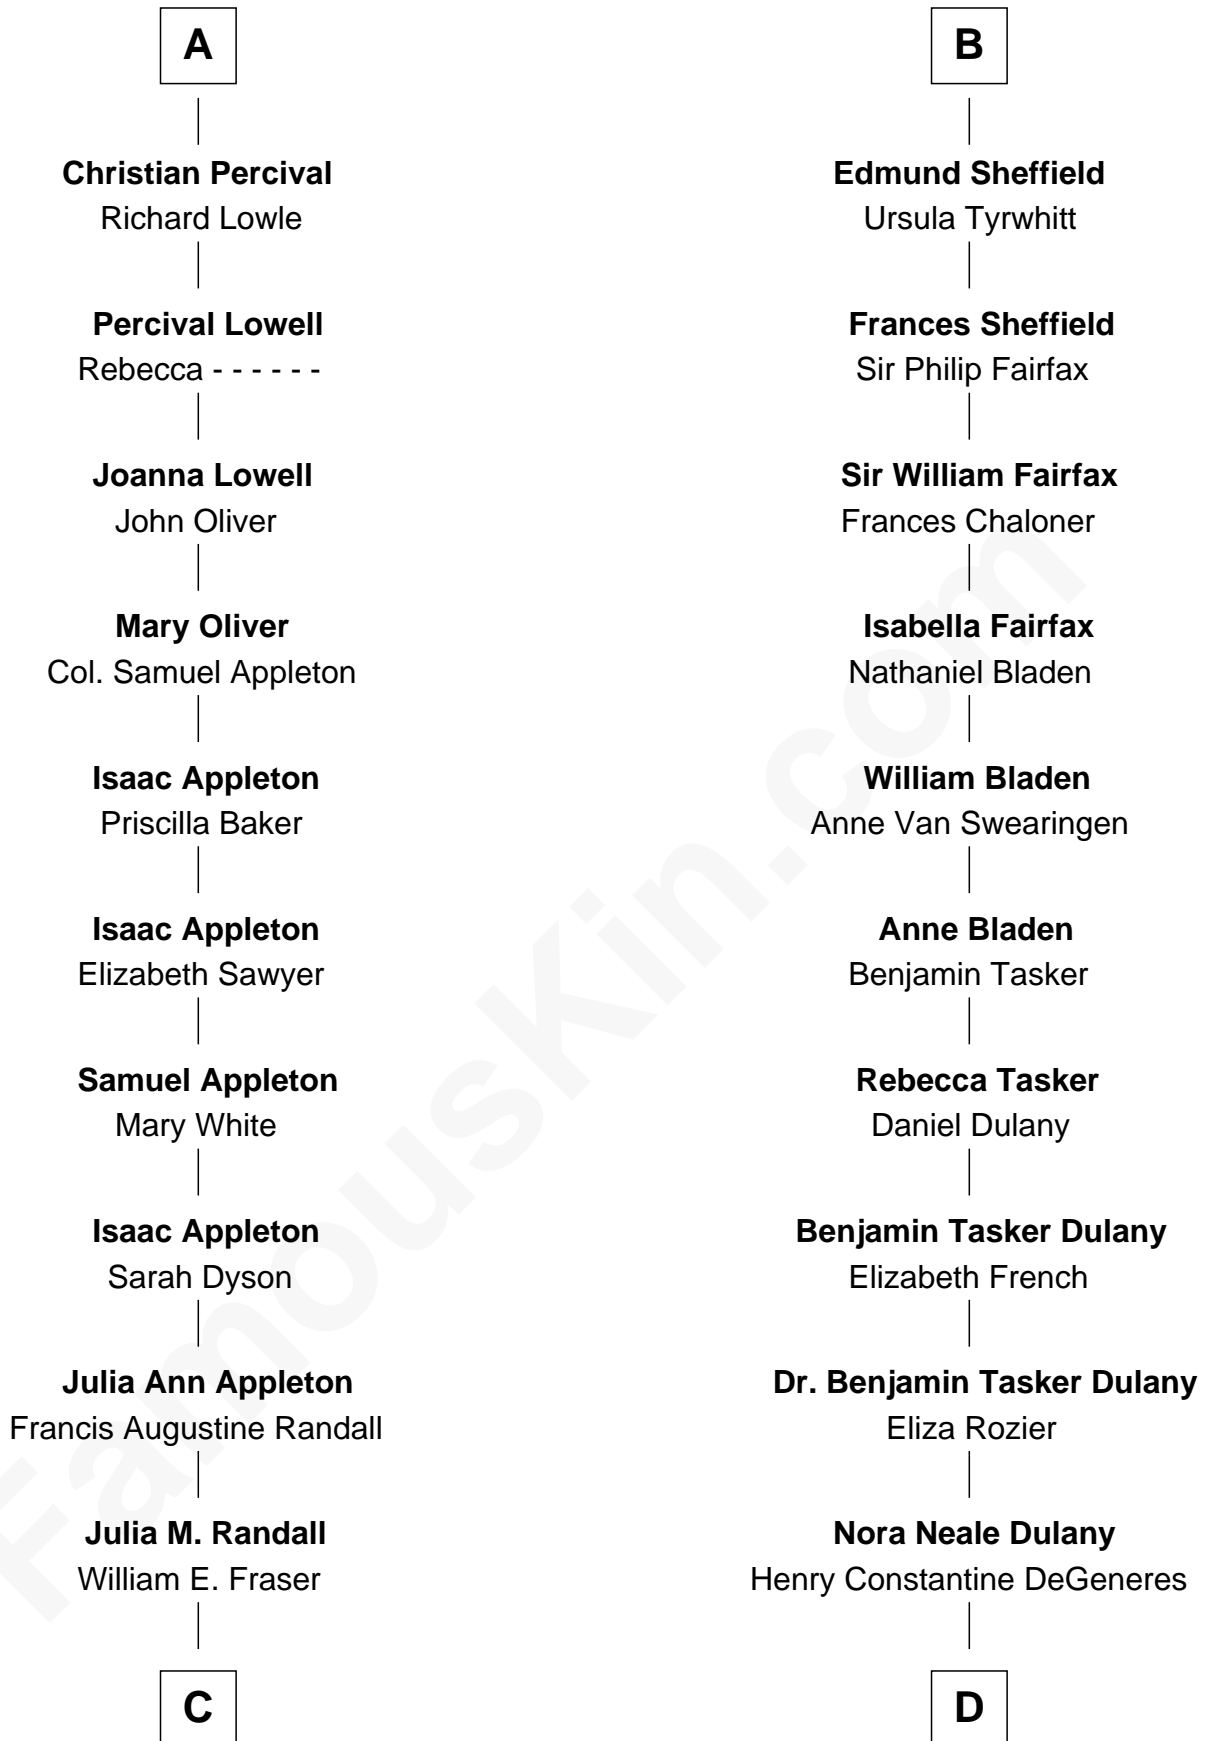 A
Christian Percival
Richard Lowle
Percival Lowell
Rebecca - - - - - -
Joanna Lowell
John Oliver
Mary Oliver
Col. Samuel Appleton
Isaac Appleton
Priscilla Baker
Isaac Appleton
Elizabeth Sawyer
Samuel Appleton
Mary White
Isaac Appleton
Sarah Dyson
Julia Ann Appleton
Francis Augustine Randall
Julia M. Randall
William E. Fraser
C
B
Edmund Sheffield
Ursula Tyrwhitt
Frances Sheffield
Sir Philip Fairfax
Sir William Fairfax
Frances Chaloner
Isabella Fairfax
Nathaniel Bladen
William Bladen
Anne Van Swearingen
Anne Bladen
Benjamin Tasker
Rebecca Tasker
Daniel Dulany
Benjamin Tasker Dulany
Elizabeth French
Dr. Benjamin Tasker Dulany
Eliza Rozier
Nora Neale Dulany
Henry Constantine DeGeneres
D
FamousKin.com